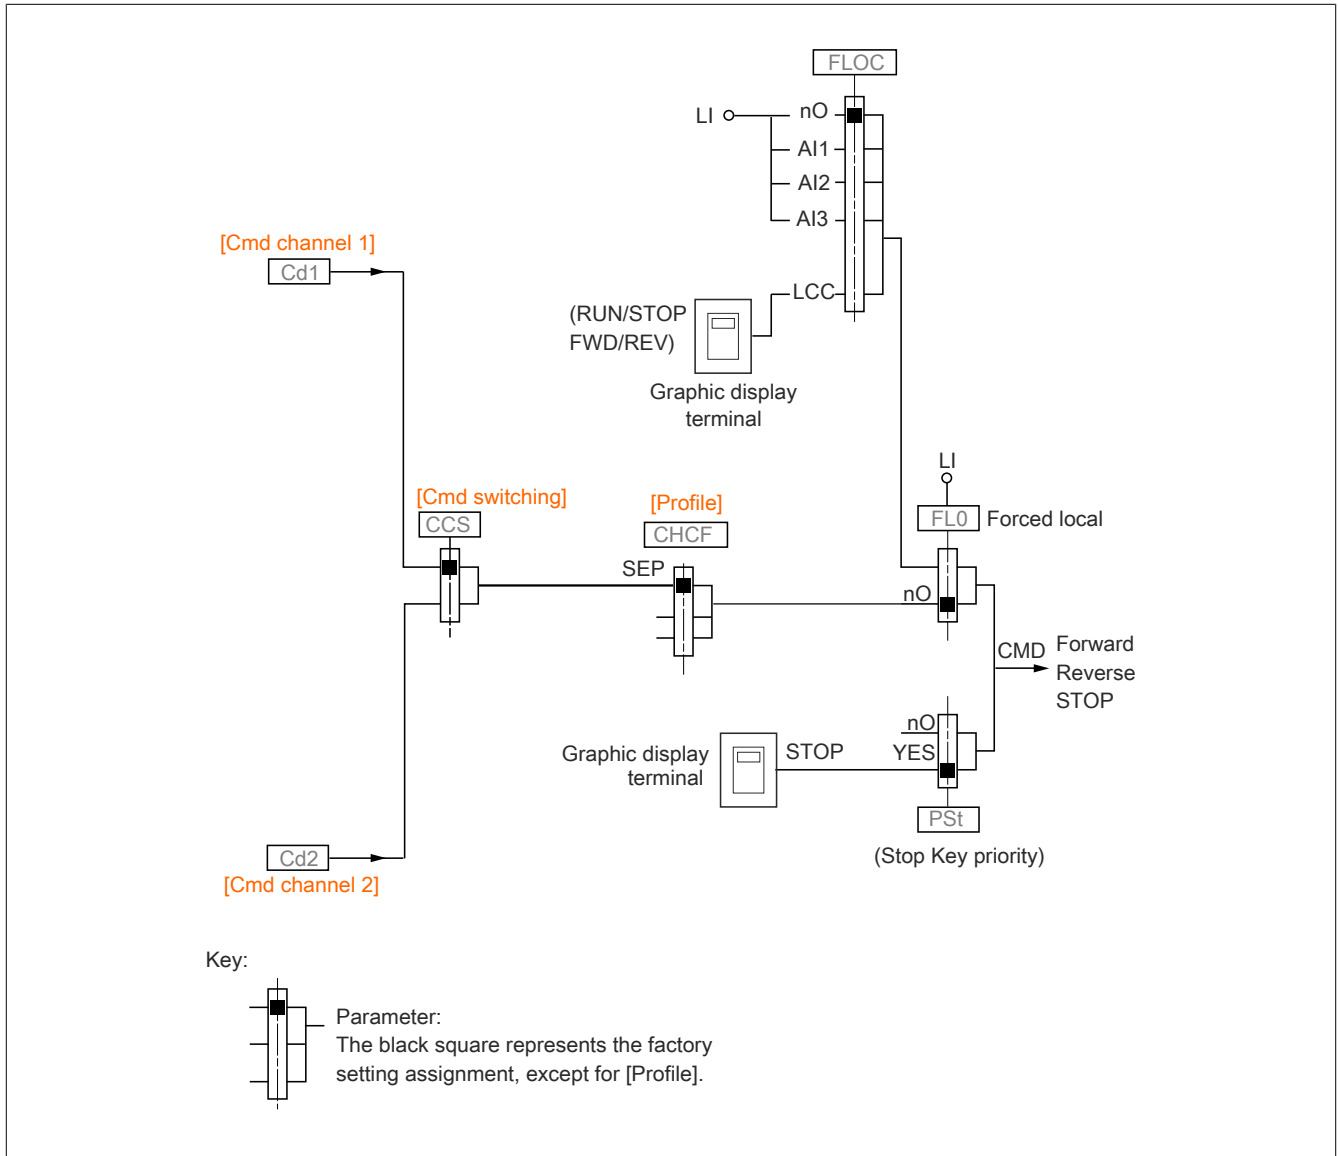 FLOC
LI
nO
AI1
AI2
AI3
LCC
[Cmd channel 1]
Cd1
(RUN/STOP
FWD/REV)
Graphic display
terminal
LI
[Cmd switching]
CCS
[Profile]
CHCF
FL0
Forced local
SEP
nO
CMD
Forward
Reverse
STOP
nO
YES
Graphic display
terminal
STOP
PSt
(Stop Key priority)
Cd2
[Cmd channel 2]
Key:
Parameter:
The black square represents the factory
setting assignment, except for [Profile].